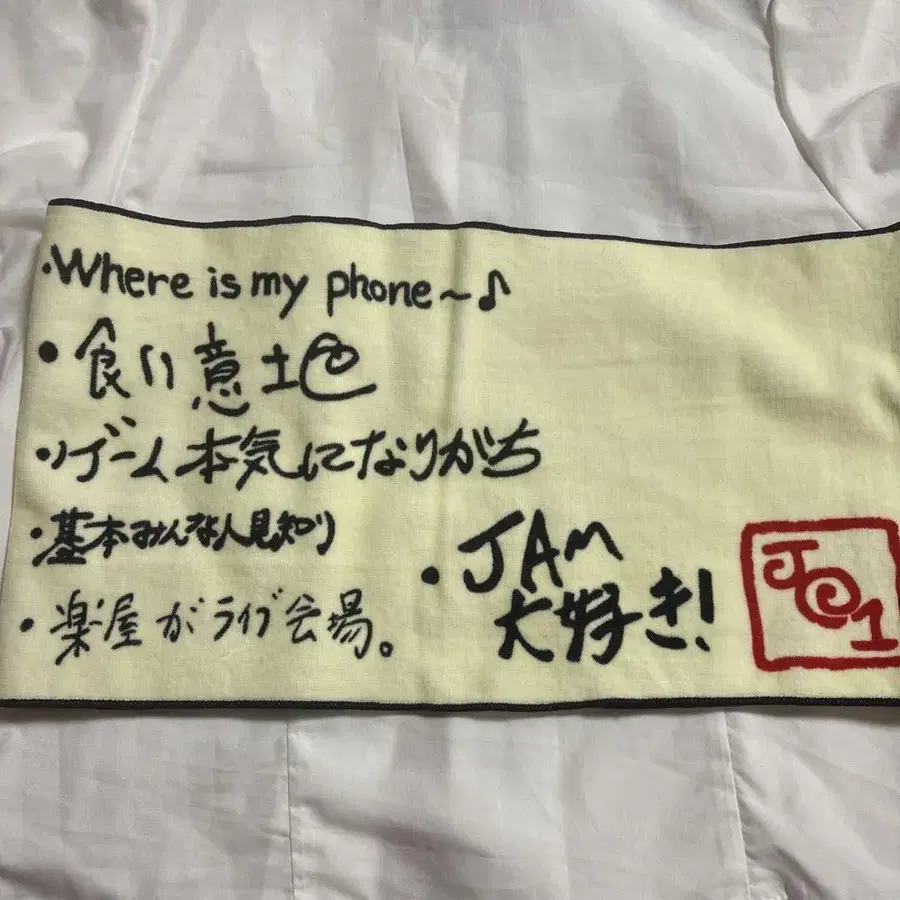 ・Where is my phone～♪
・食い意地
・ゲーム本気になりがち
・基本みんな人見知り
・楽屋がライブ会場。
・JAM
大好き!
JO1